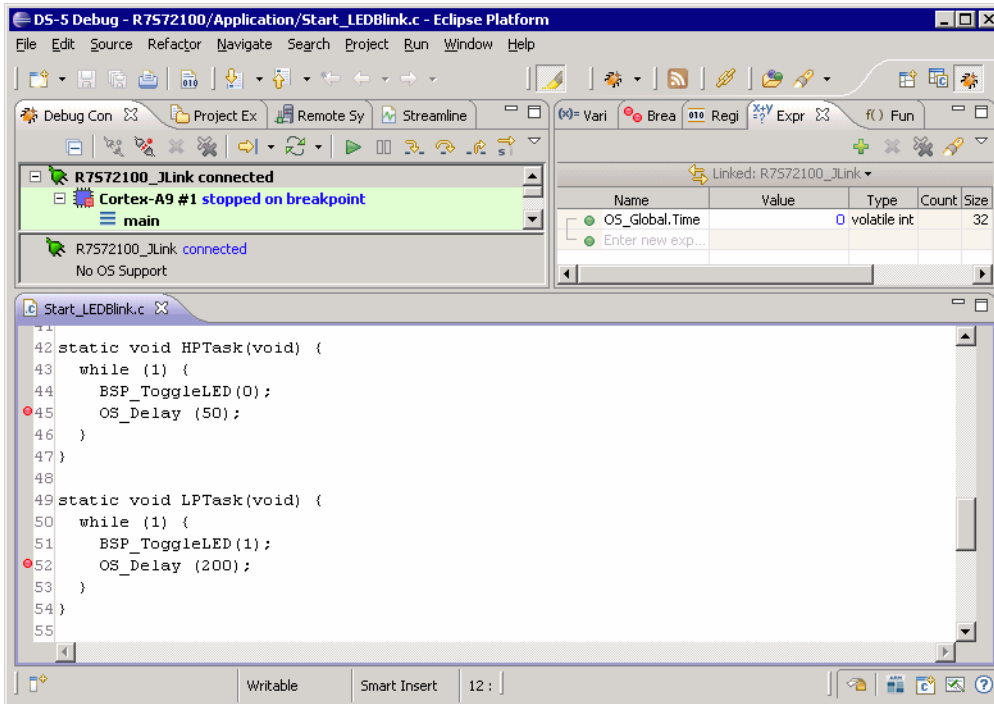 DS-5 Debug - R7S72100/Application/Start_LEDBlink.c - Eclipse Platform
File Edit Source Refactor Navigate Search Project Run Window Help
Debug Con Project Ex Remote Sy Streamline
(x)= Vari Brea 010 Regi X+Y Expr f() Fun
R7S72100_JLink connected
Cortex-A9 #1 stopped on breakpoint
main
R7S72100_JLink connected
No OS Support
Linked: R7S72100_JLink
Name Value Type Count Size
OS_Global.Time 0 volatile int 32
Enter new exp...
Start_LEDBlink.c
41
42 static void HPTask(void) {
43 while (1) {
44 BSP_ToggleLED(0);
45 OS_Delay (50);
46 }
47 }
48
49 static void LPTask(void) {
50 while (1) {
51 BSP_ToggleLED(1);
52 OS_Delay (200);
53 }
54 }
55
Writable Smart Insert 12 :